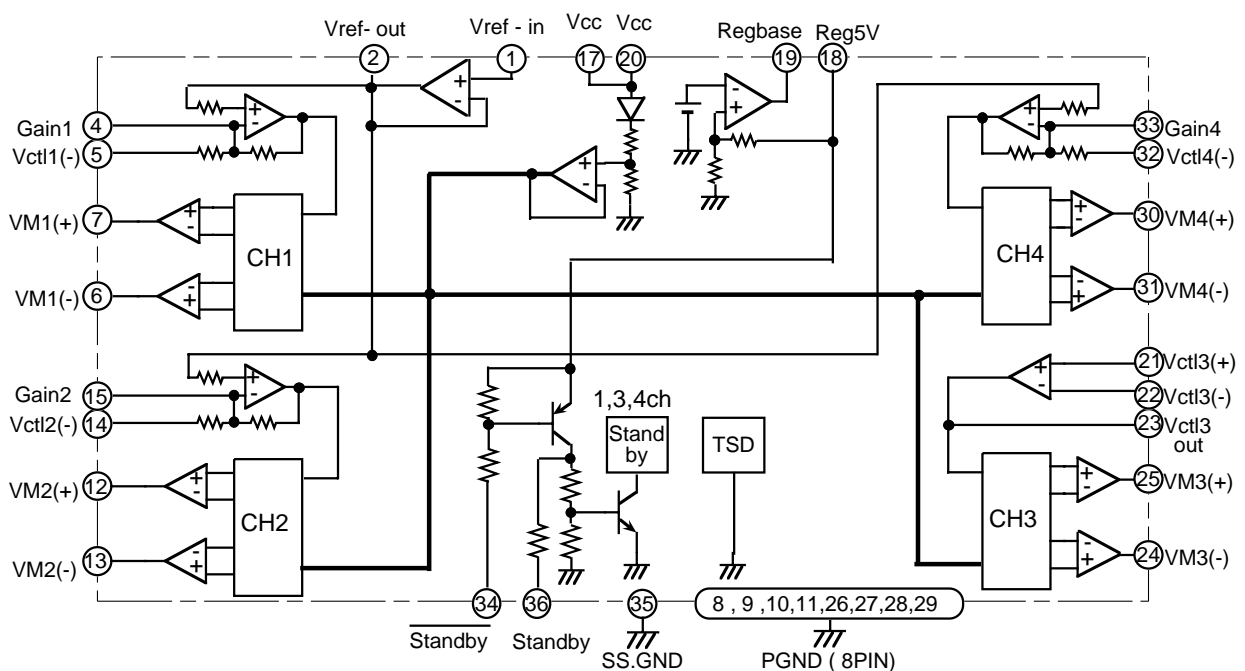 Vref- out
Vref - in
Vcc
Vcc
Regbase
Reg5V
2
1
17
20
19
18
Gain1
4
+
-
+
-
-
+
+
-
33
Gain4
Vctl1(-)
5
+
-
32
Vctl4(-)
VM1(+)
7
+
-
CH1
CH4
+
-
30
VM4(+)
VM1(-)
6
-
+
-
+
31
VM4(-)
Gain2
15
+
-
+
-
21
Vctl3(+)
22
Vctl3(-)
Vctl2(-)
14
1,3,4ch
Stand
by
TSD
23
Vctl3
out
VM2(+)
12
+
-
CH2
CH3
+
-
25
VM3(+)
VM2(-)
13
-
+
-
+
24
VM3(-)
34
36
35
8 , 9 ,10,11,26,27,28,29
Standby
Standby
SS.GND
PGND ( 8PIN)